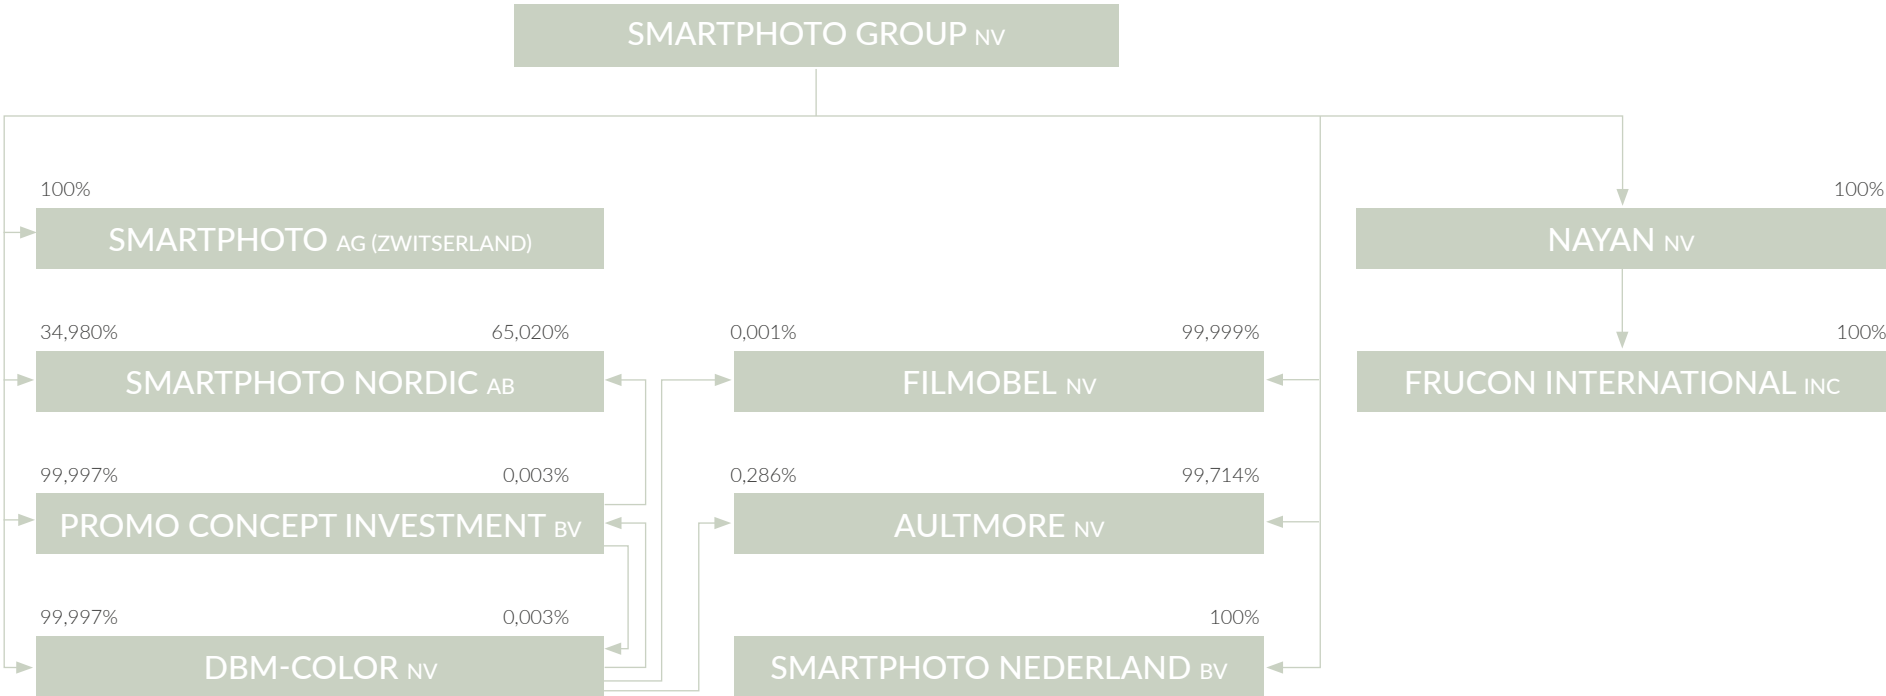 SMARTPHOTO GROUP NV
100%
SMARTPHOTO AG (ZWITSERLAND)
100%
NAYAN NV
34,980% 65,020%
SMARTPHOTO NORDIC AB
0,001% 99,999%
FILMOBEL NV
100%
FRUCON INTERNATIONAL INC
99,997% 0,003%
PROMO CONCEPT INVESTMENT BV
0,286% 99,714%
AULTMORE NV
99,997% 0,003%
DBM-COLOR NV
100%
SMARTPHOTO NEDERLAND BV